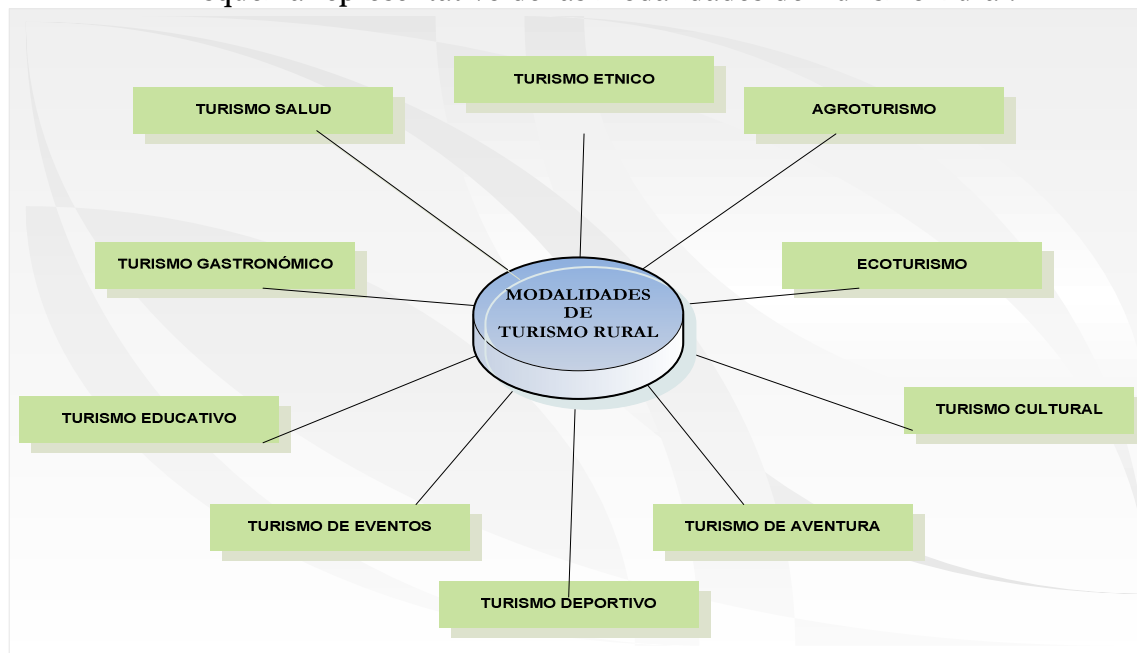 TURISMO ETNICO
TURISMO SALUD
AGROTURISMO
TURISMO GASTRONÓMICO
ECOTURISMO
MODALIDADES
DE
TURISMO RURAL
TURISMO EDUCATIVO
TURISMO CULTURAL
TURISMO DE EVENTOS
TURISMO DE AVENTURA
TURISMO DEPORTIVO